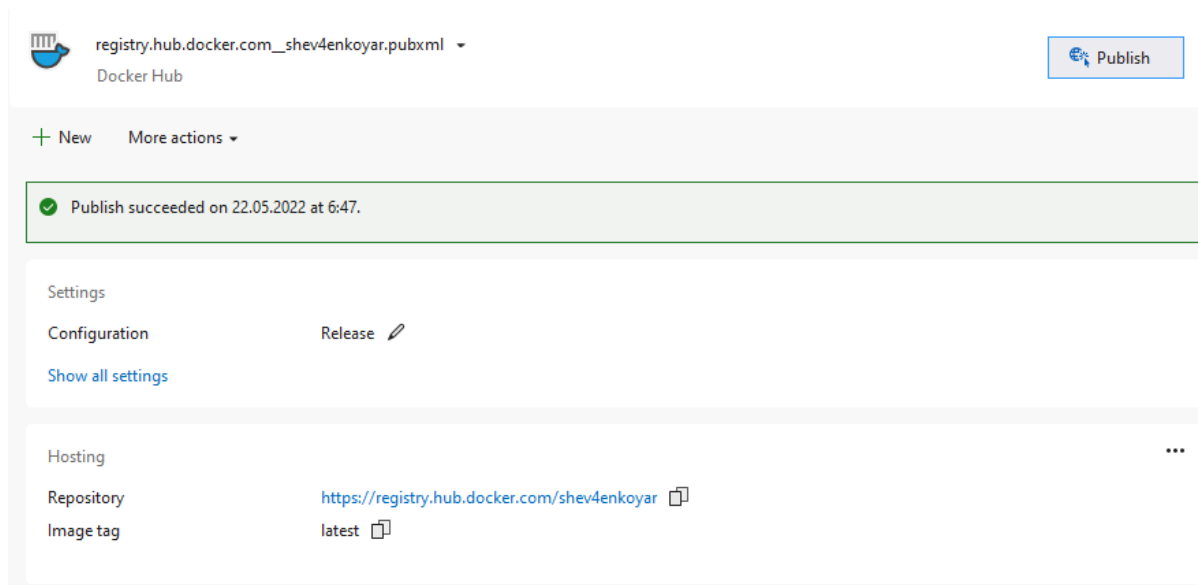 registry.hub.docker.com__shev4enkoyar.pubxml
Docker Hub
Publish
New
More actions
Publish succeeded on 22.05.2022 at 6:47.
Settings
Configuration Release
Show all settings
Hosting
Repository https://registry.hub.docker.com/shev4enkoyar
Image tag latest